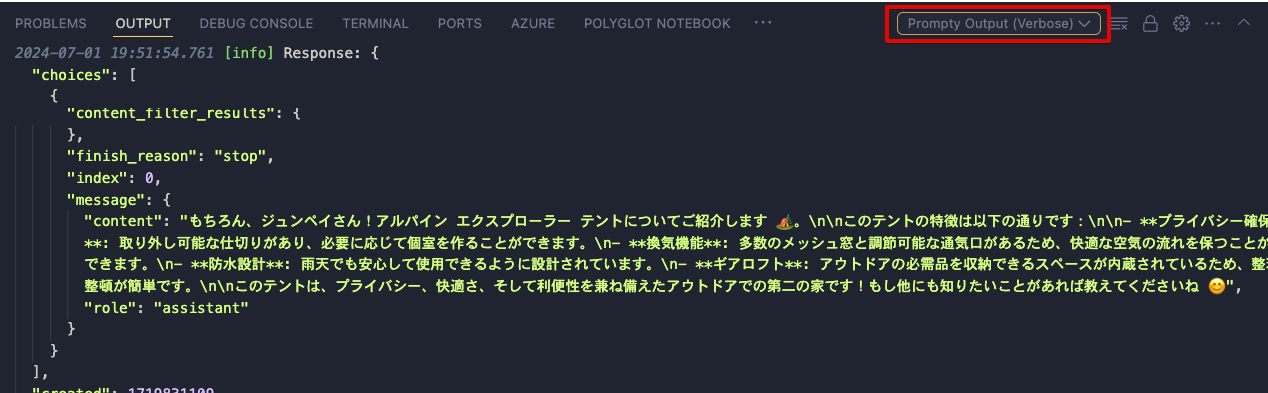 PROBLEMS OUTPUT DEBUG CONSOLE TERMINAL PORTS AZURE POLYGLOT NOTEBOOK ··· Prompty Output (Verbose)
2024-07-01 19:51:54.761 [info] Response: {
"choices": [
{
"content_filter_results": {
},
"finish_reason": "stop",
"index": 0,
"message": {
"content": "もちろん、ジュンペイさん！アルパイン エクスプローラー テントについてご紹介します 🏕️。\n\nこのテントの特徴は以下の通りです：\n\n- **プライバシー確保
**: 取り外し可能な仕切りがあり、必要に応じて個室を作ることができます。\n- **換気機能**: 多数のメッシュ窓と調節可能な通気口があるため、快適な空気の流れを保つことが
できます。\n- **防水設計**: 雨天でも安心して使用できるように設計されています。\n- **ギアロフト**: アウトドアの必需品を収納できるスペースが内蔵されているため、整
整頓が簡単です。\n\nこのテントは、プライバシー、快適さ、そして利便性を兼ね備えたアウトドアでの第二の家です！もし他にも知りたいことがあれば教えてくださいね 😊",
"role": "assistant"
}
}
],
"created": 1719831109